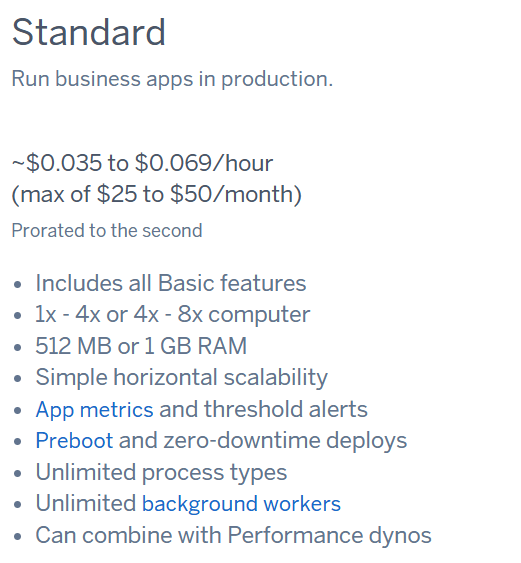 Standard
Run business apps in production.
~$0.035 to $0.069/hour
(max of $25 to $50/month)
Prorated to the second
• Includes all Basic features
• 1x - 4x or 4x - 8x computer
• 512 MB or 1 GB RAM
• Simple horizontal scalability
• App metrics and threshold alerts
• Preboot and zero-downtime deploys
• Unlimited process types
• Unlimited background workers
• Can combine with Performance dynos